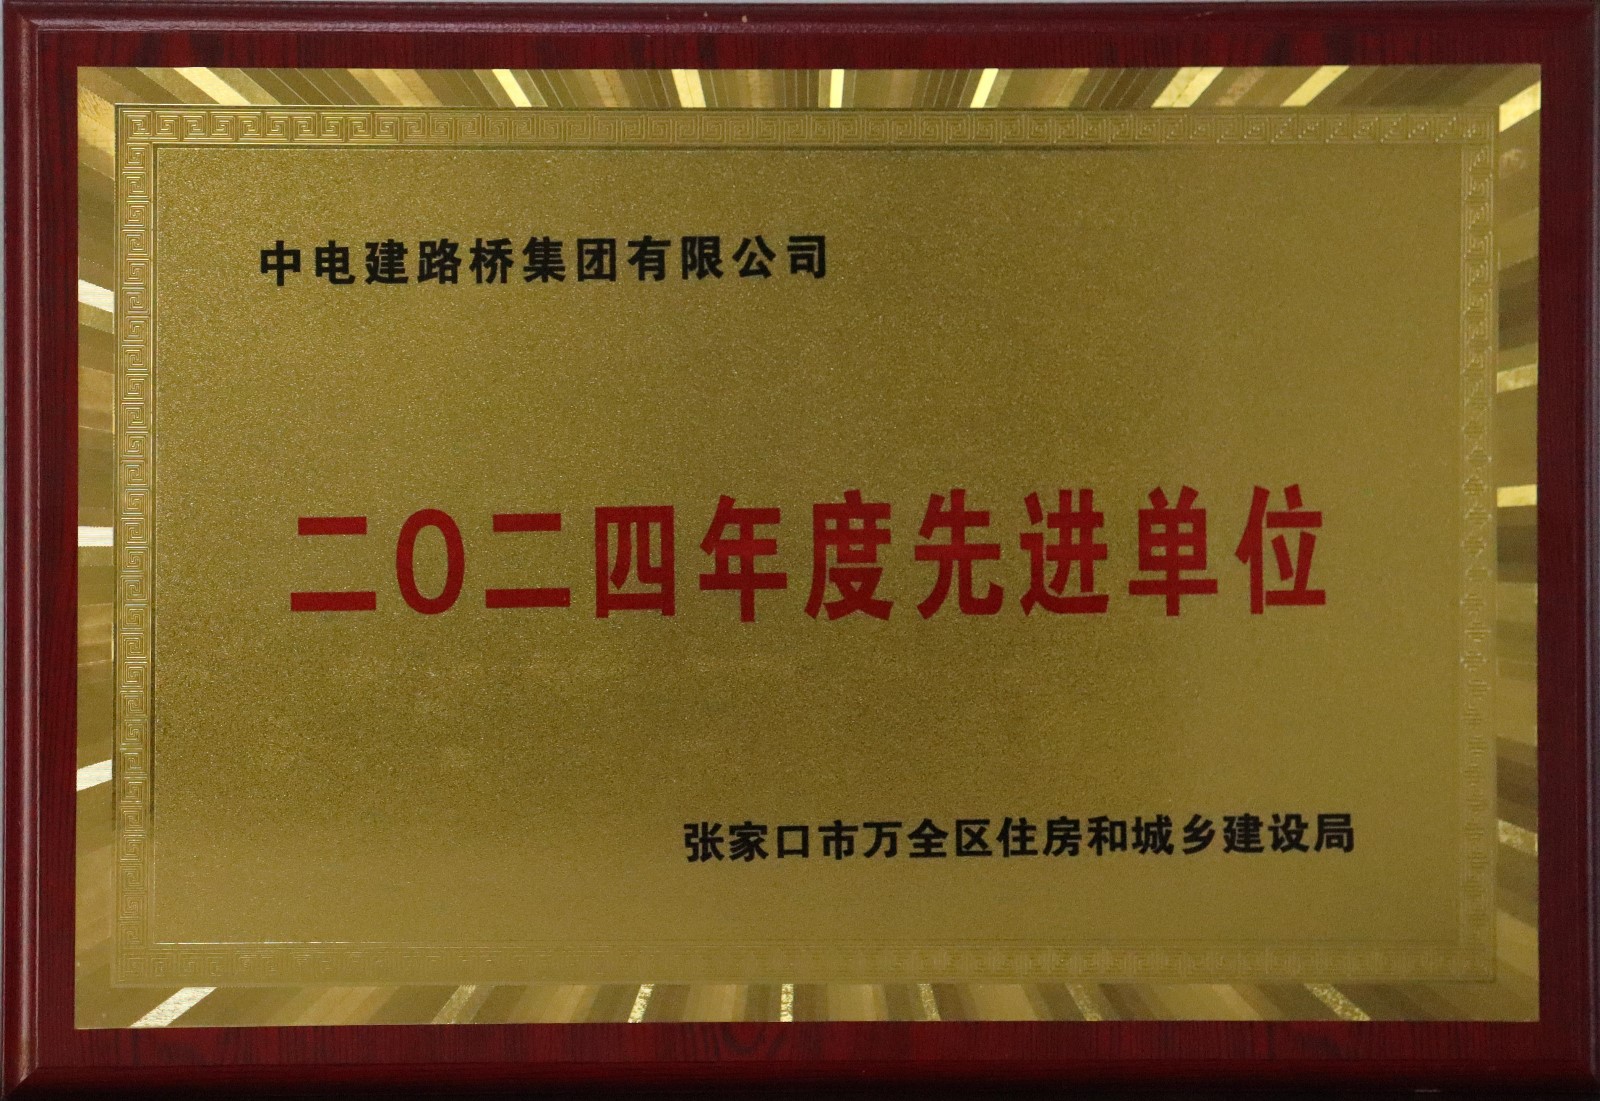 中电建路桥集团有限公司
二〇二四年度先进单位
张家口市万全区住房和城乡建设局